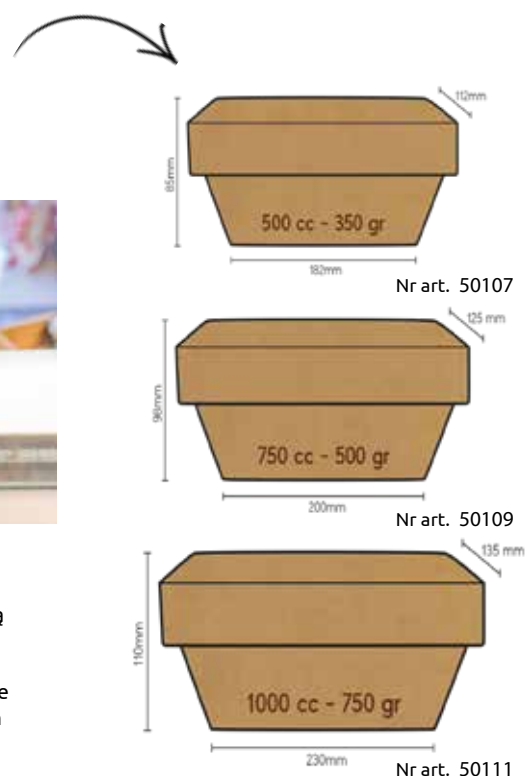 112mm
85mm
500 cc - 350 gr
182mm
Nr art. 50107
125 mm
98mm
750 cc - 500 gr
200mm
Nr art. 50109
135 mm
110mm
1000 cc - 750 gr
230mm
Nr art. 50111